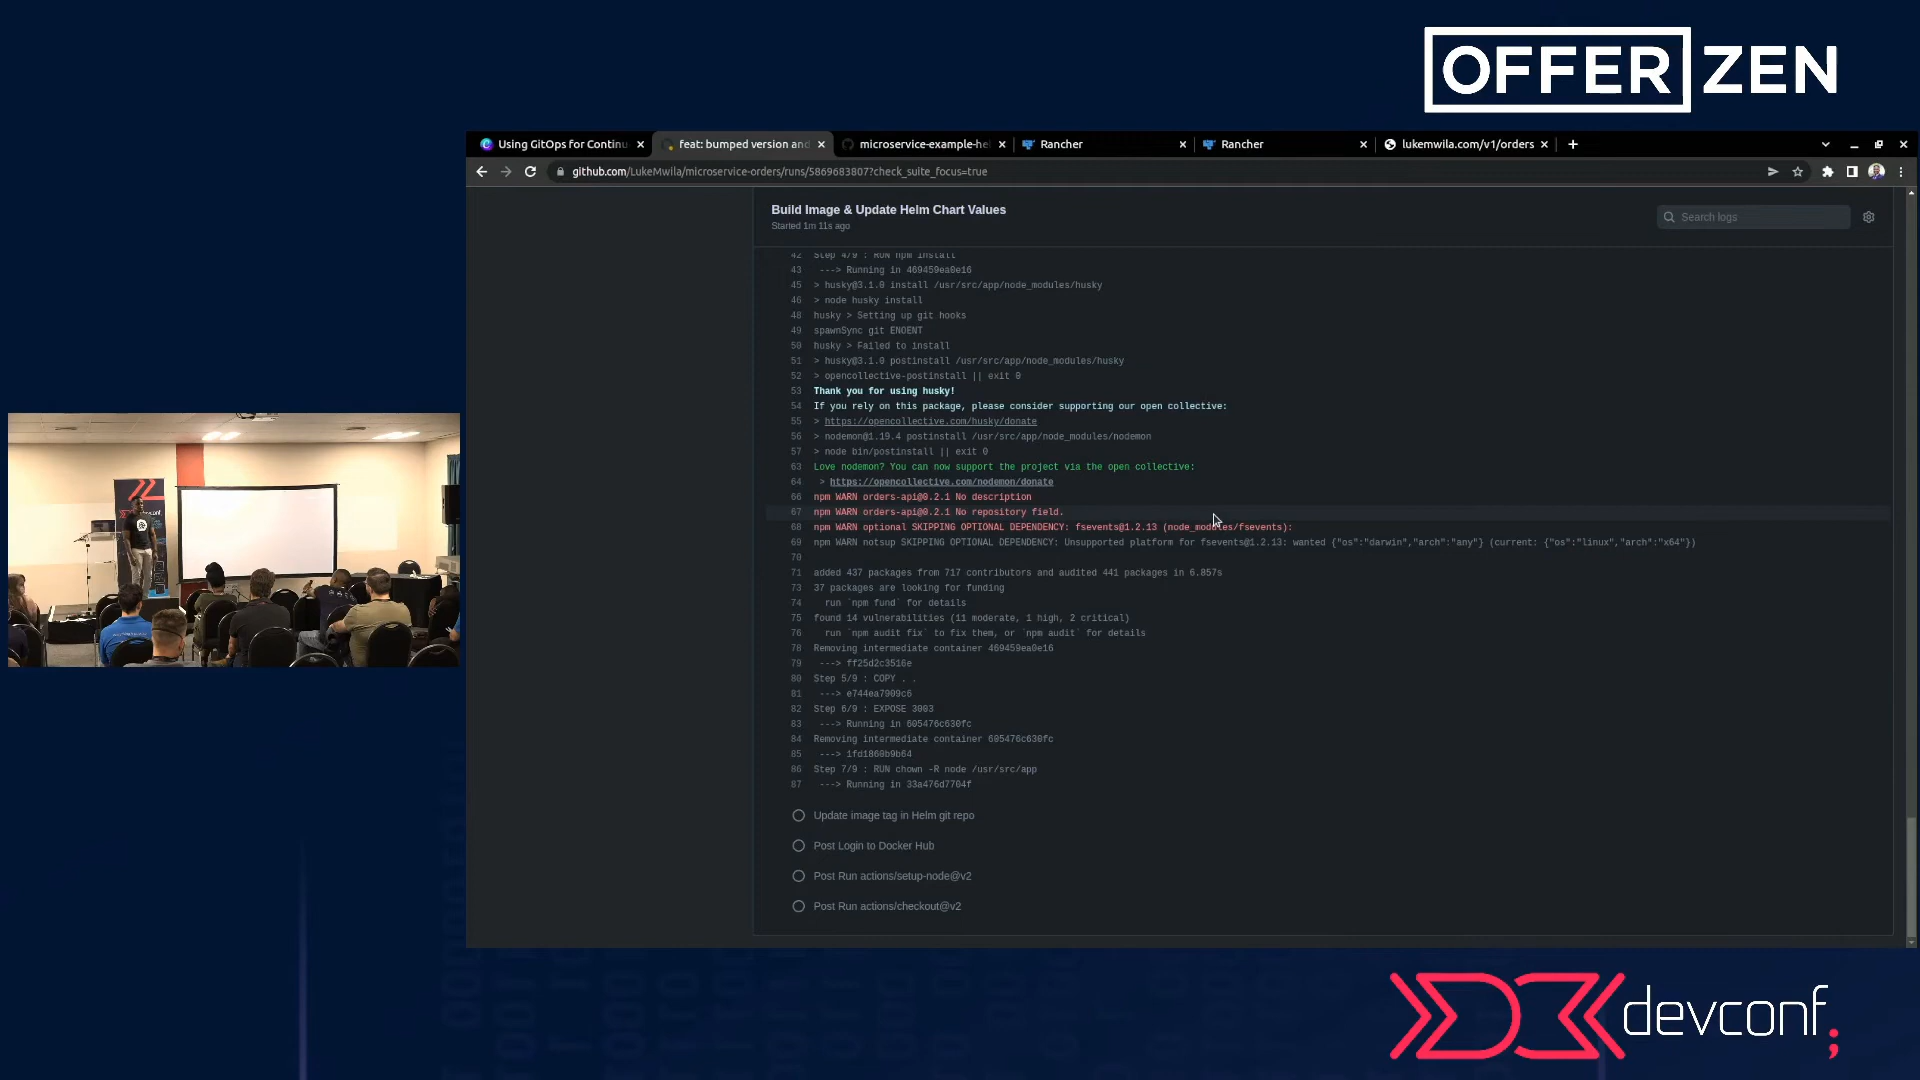 OFFERZEN
Using GitOps for Continu
feat: bumped version and
microservice-example-he
Rancher
Rancher
lukemwila.com/v1/orders
github.com/LukeMwila/microservice-orders/runs/5869683807?check_suite_focus=true
Build Image & Update Helm Chart Values
Started 1m 11s ago
Search logs
42 Step 4/9 : RUN npm install
43 ---> Running in 469459ea0e16
45 > husky@3.1.0 install /usr/src/app/node_modules/husky
46 > node husky install
48 husky > Setting up git hooks
49 spawnSync git ENOENT
50 husky > Failed to install
51 > husky@3.1.0 postinstall /usr/src/app/node_modules/husky
52 > opencollective-postinstall || exit 0
53 Thank you for using husky!
54 If you rely on this package, please consider supporting our open collective:
55 > https://opencollective.com/husky/donate
56 > nodemon@1.19.4 postinstall /usr/src/app/node_modules/nodemon
57 > node bin/postinstall || exit 0
63 Love nodemon? You can now support the project via the open collective:
64 > https://opencollective.com/nodemon/donate
66 npm WARN orders-api@0.2.1 No description
67 npm WARN orders-api@0.2.1 No repository field.
68 npm WARN optional SKIPPING OPTIONAL DEPENDENCY: fsevents@1.2.13 (node_modules/fsevents):
69 npm WARN notsup SKIPPING OPTIONAL DEPENDENCY: Unsupported platform for fsevents@1.2.13: wanted {"os":"darwin","arch":"any"} (current: {"os":"linux","arch":"x64"})
70
71 added 437 packages from 717 contributors and audited 441 packages in 6.857s
73 37 packages are looking for funding
74 run `npm fund` for details
75 found 14 vulnerabilities (11 moderate, 1 high, 2 critical)
76 run `npm audit fix` to fix them, or `npm audit` for details
78 Removing intermediate container 469459ea0e16
79 ---> ff25d2c3516e
80 Step 5/9 : COPY . .
81 ---> e744ea7909c6
82 Step 6/9 : EXPOSE 3003
83 ---> Running in 605476c630fc
84 Removing intermediate container 605476c630fc
85 ---> 1fd1860b9b64
86 Step 7/9 : RUN chown -R node /usr/src/app
87 ---> Running in 33a476d7704f
Update image tag in Helm git repo
Post Login to Docker Hub
Post Run actions/setup-node@v2
Post Run actions/checkout@v2
devconf;